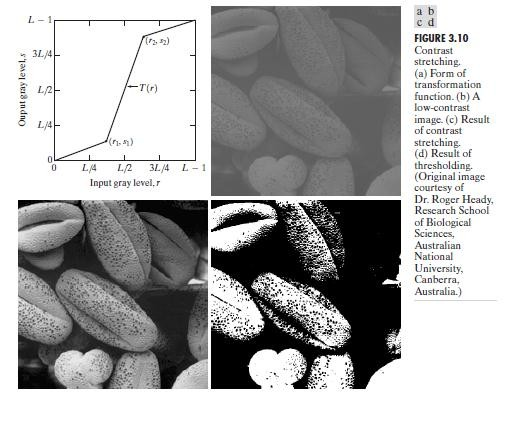 L − 1
3L/4
L/2
L/4
0
Output gray level, s
(r₂, s₂)
T(r)
(r₁, s₁)
0 L/4 L/2 3L/4 L − 1
Input gray level, r
a b
c d
FIGURE 3.10
Contrast
stretching.
(a) Form of
transformation
function. (b) A
low-contrast
image. (c) Result
of contrast
stretching.
(d) Result of
thresholding.
(Original image
courtesy of
Dr. Roger Heady,
Research School
of Biological
Sciences,
Australian
National
University,
Canberra,
Australia.)